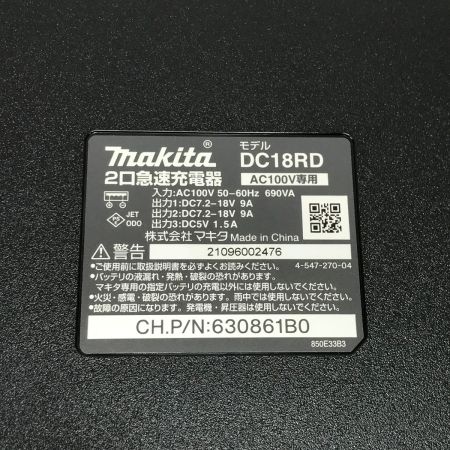 makita®
モデル
DC18RD
2口急速充電器
AC100V専用
入力:AC100V 50-60Hz 690VA
出力1:DC7.2-18V 9A
出力2:DC7.2-18V 9A
出力3:DC5V 1.5A
PS E
JET
ODO
株式会社マキタ Made in China
警告
21096002476
●ご使用前に取扱説明書を必ずよくお読みください。
4-547-270-04
●バッテリの液漏れ・発熱・破裂の恐れがあります。
マキタ専用の指定バッテリの充電以外には使用しないでください。
●火災・感電・破裂の恐れがあります。雨中では使用しないでください。
●故障の原因になります。発電機・昇圧器は使用しないでください。
CH.P/N:630861B0
850E33B3